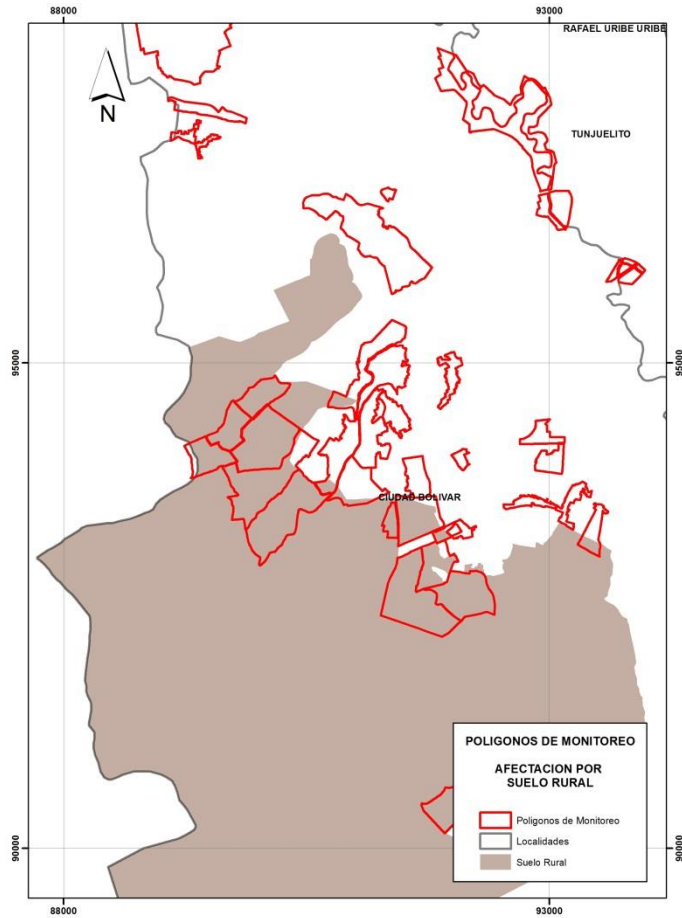 88000
93000
RAFAEL URIBE URIBE
N
TUNJUELITO
95000
95000
CIUDAD BOLIVAR
POLIGONOS DE MONITOREO
AFECTACION POR
SUELO RURAL
Poligonos de Monitoreo
Localidades
Suelo Rural
90000
90000
88000
93000